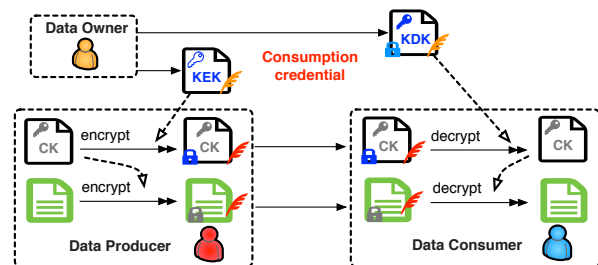 Data Owner
KDK
KEK
Consumption
credential
CK
encrypt
CK
CK
decrypt
CK
encrypt
decrypt
Data Producer
Data Consumer